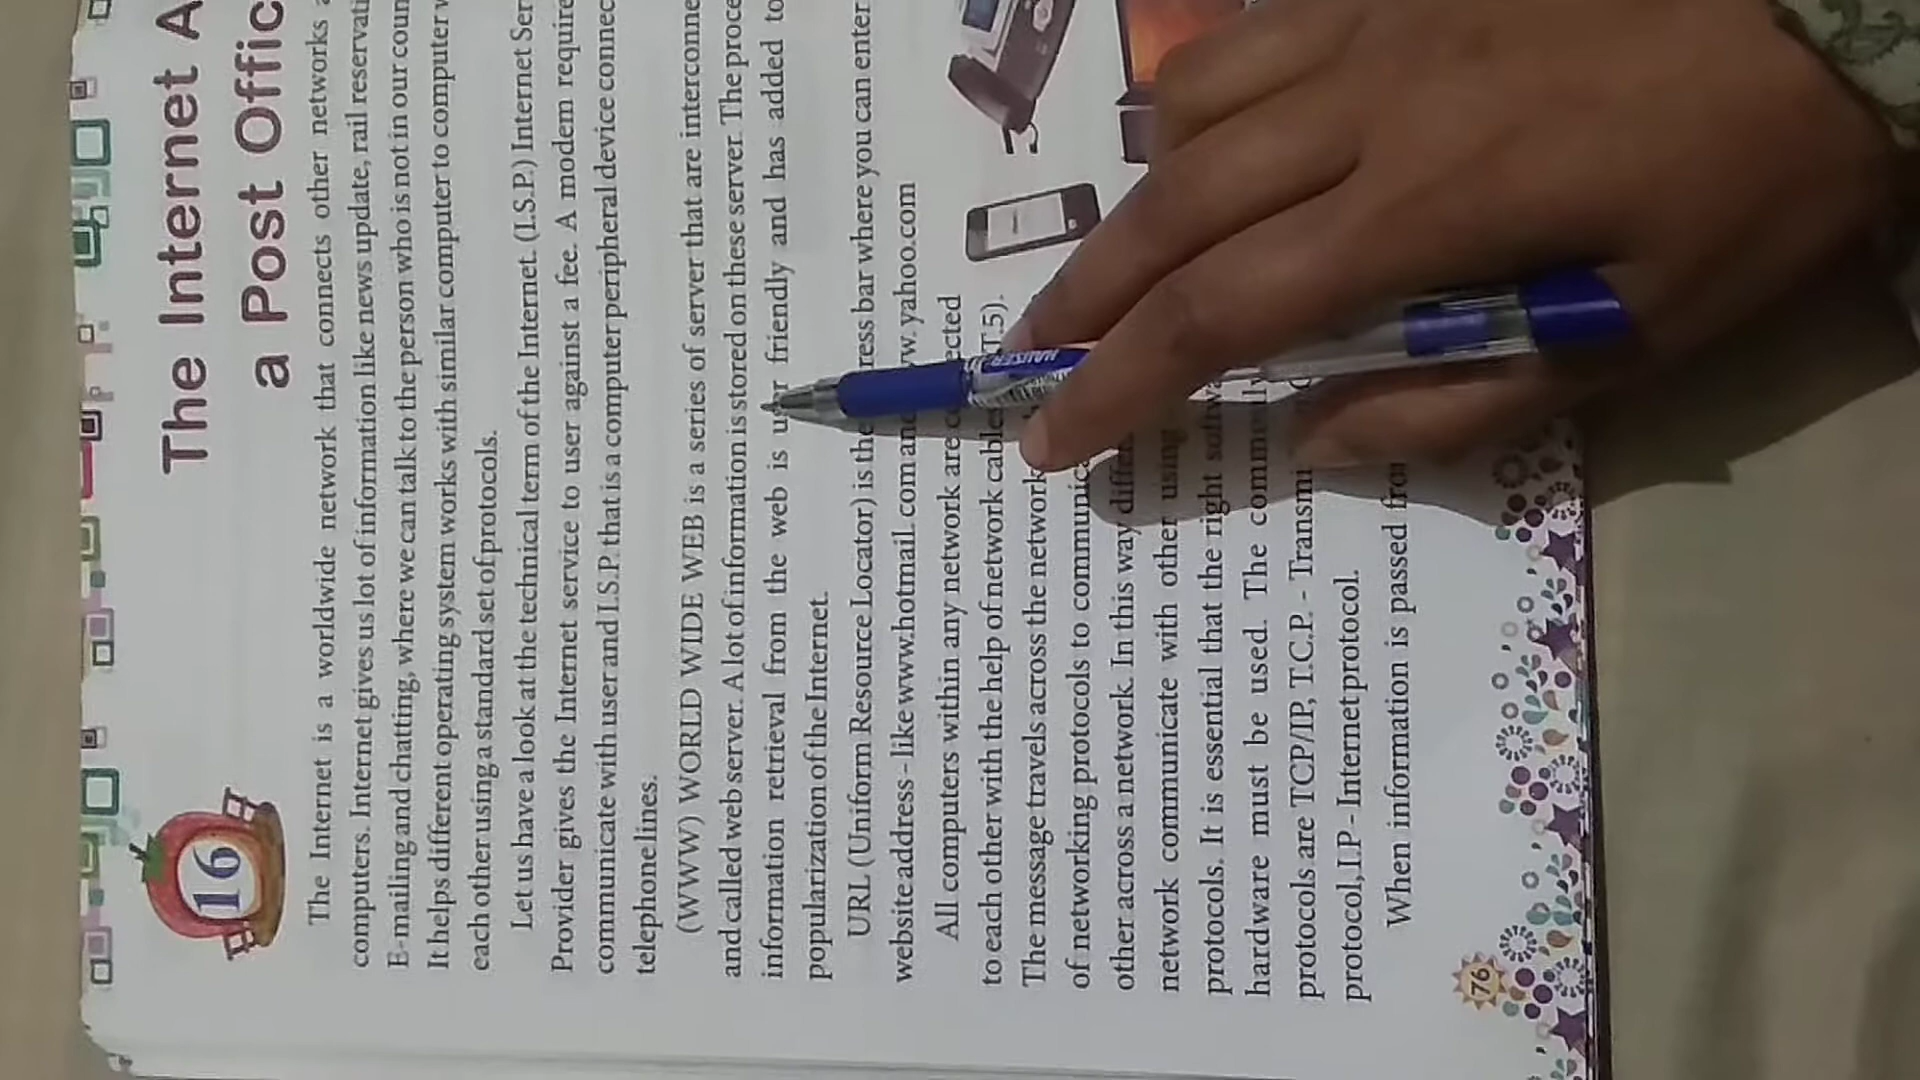 16
The Internet A
a Post Offic
The Internet is a worldwide network that connects other networks
computers. Internet gives us lot of information like news update, rail reservati
E-mailing and chatting, where we can talk to the person who is not in our coun
It helps different operating system works with similar computer to computer
each other using a standard set of protocols.
Let us have a look at the technical term of the Internet. (I.S.P.) Internet Ser
Provider gives the Internet service to user against a fee. A modem require
communicate with user and I.S.P. that is a computer peripheral device connec
telephone lines.
(WWW) WORLD WIDE WEB is a series of server that are interconne
and called web server. A lot of information is stored on these server. The proce
information retrieval from the web is friendly and has added to
popularization of the Internet.
URL (Uniform Resource Locator) is the ress bar where you can enter
website address - like www.hotmail.com and w. yahoo.com
All computers within any network are ected
to each other with the help of network cable T.5).
The message travels across the network
of networking protocols to communic
other across a network. In this way differ
network communicate with other using
protocols. It is essential that the right softw
hardware must be used. The commonly
protocols are TCP/IP, T.C.P. - Transmi
protocol, I.P - Internet protocol.
When information is passed from
76
HAUSER